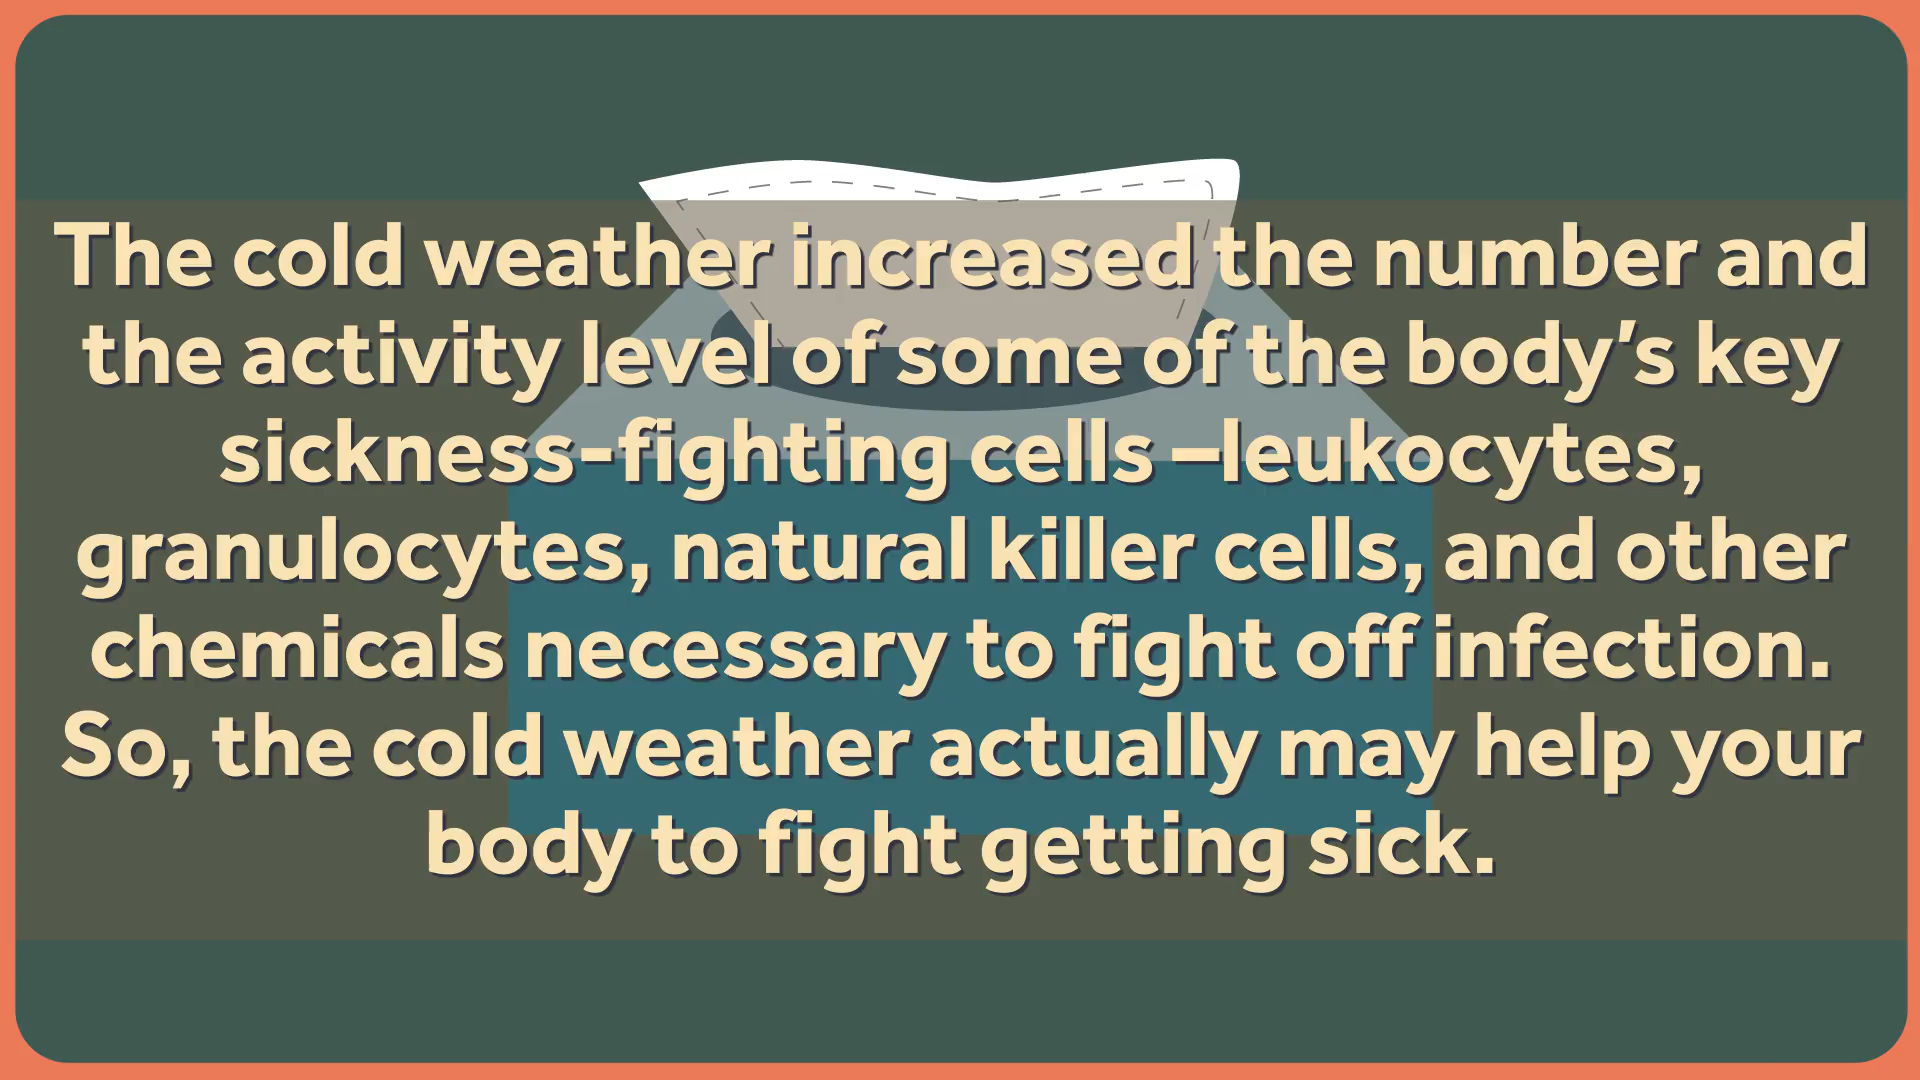 The cold weather increased the number and
the activity level of some of the body's key
sickness-fighting cells –leukocytes,
granulocytes, natural killer cells, and other
chemicals necessary to fight off infection.
So, the cold weather actually may help your
body to fight getting sick.